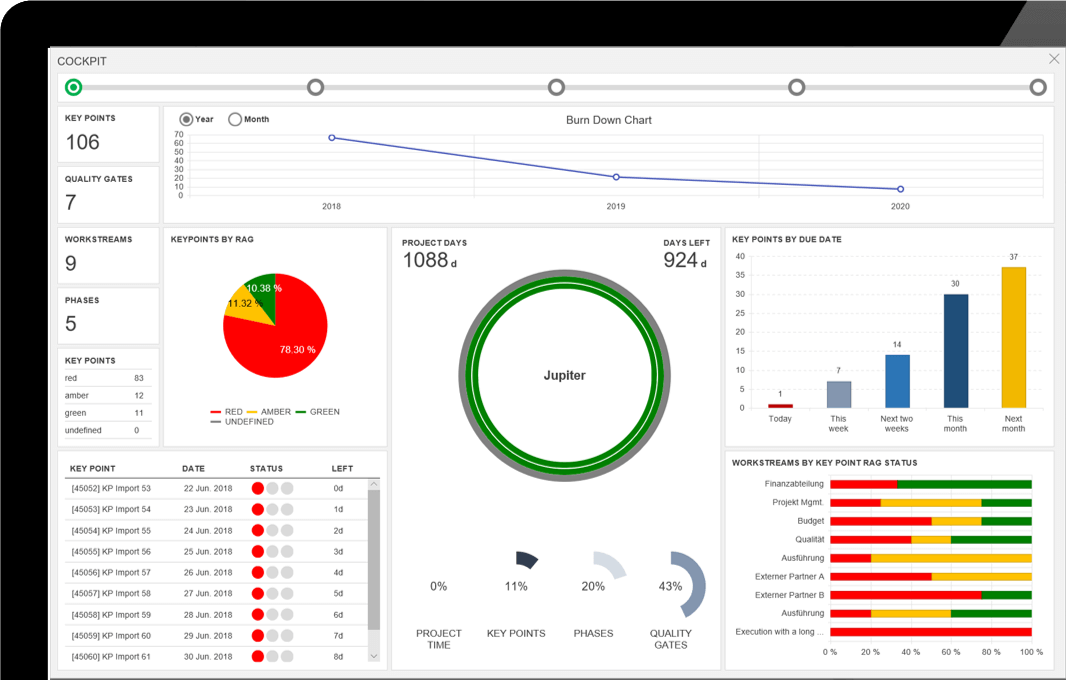 COCKPIT
KEY POINTS
106
QUALITY GATES
7
WORKSTREAMS
9
PHASES
5
KEY POINTS
red 83
amber 12
green 11
undefined 0
Year Month
Burn Down Chart
70
60
50
40
30
20
10
0
2018 2019 2020
KEYPOINTS BY RAG
10.38 %
11.32 %
78.30 %
RED AMBER GREEN
UNDEFINED
PROJECT DAYS
1088 d
DAYS LEFT
924 d
Jupiter
0% 11% 20% 43%
PROJECT TIME
KEY POINTS
PHASES
QUALITY GATES
KEY POINTS BY DUE DATE
40
35
30
25
20
15
10
5
0
1
7
14
30
37
Today
This week
Next two weeks
This month
Next month
KEY POINT DATE STATUS LEFT
[45052] KP Import 53 22 Jun. 2018 0d
[45053] KP Import 54 23 Jun. 2018 1d
[45054] KP Import 55 24 Jun. 2018 2d
[45055] KP Import 56 25 Jun. 2018 3d
[45056] KP Import 57 26 Jun. 2018 4d
[45057] KP Import 58 27 Jun. 2018 5d
[45058] KP Import 59 28 Jun. 2018 6d
[45059] KP Import 60 29 Jun. 2018 7d
[45060] KP Import 61 30 Jun. 2018 8d
WORKSTREAMS BY KEY POINT RAG STATUS
Finanzabteilung
Projekt Mgmt.
Budget
Qualität
Ausführung
Externer Partner A
Externer Partner B
Ausführung
Execution with a long ...
0 % 20 % 40 % 60 % 80 % 100 %